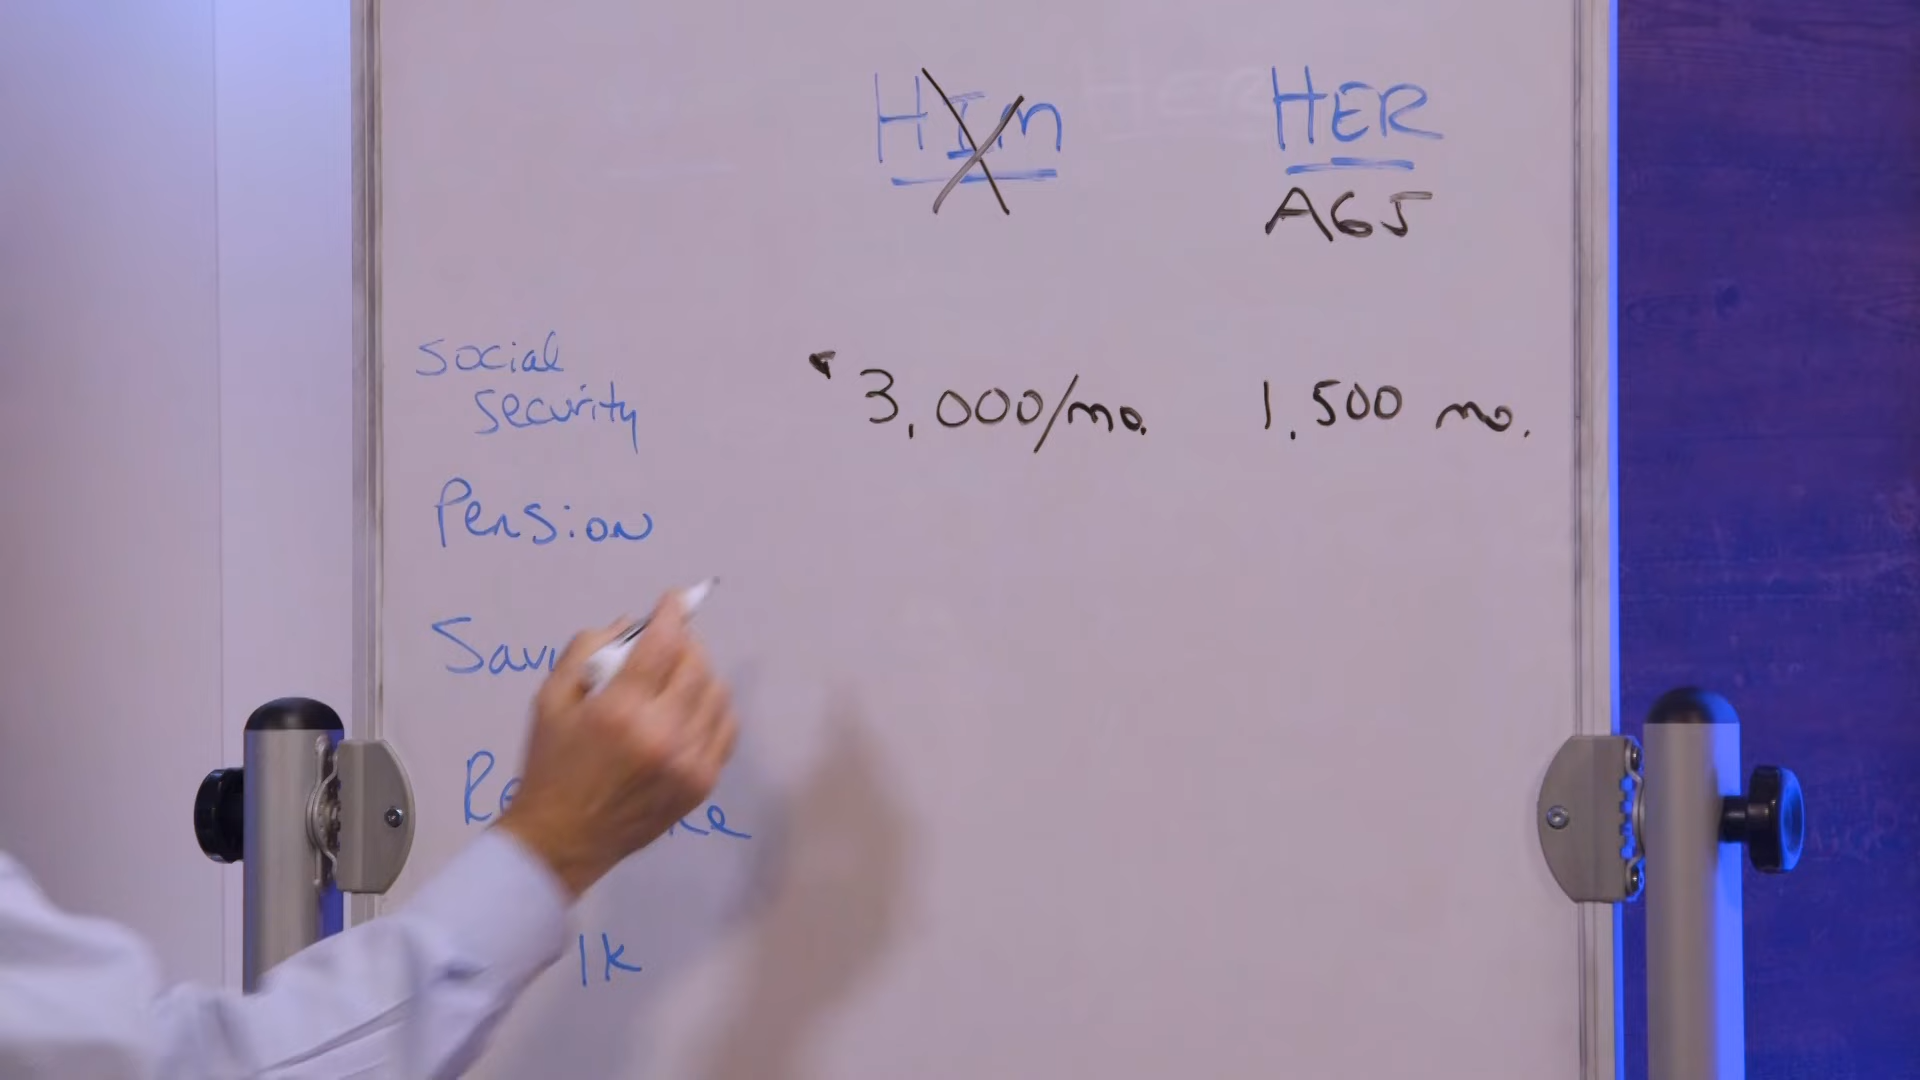 HIM HER
A65
Social
security
3,000/mo. 1,500 mo.
Pension
1k